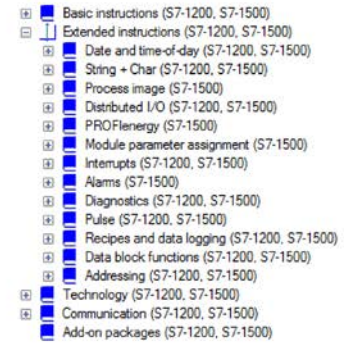 Basic instructions (S7-1200, S7-1500)
Extended instructions (S7-1200, S7-1500)
Date and time-of-day (S7-1200, S7-1500)
String + Char (S7-1200, S7-1500)
Process image (S7-1500)
Distributed I/O (S7-1200, S7-1500)
PROFIenergy (S7-1500)
Module parameter assignment (S7-1500)
Interrupts (S7-1200, S7-1500)
Alarms (S7-1500)
Diagnostics (S7-1200, S7-1500)
Pulse (S7-1200, S7-1500)
Recipes and data logging (S7-1200, S7-1500)
Data block functions (S7-1200, S7-1500)
Addressing (S7-1200, S7-1500)
Technology (S7-1200, S7-1500)
Communication (S7-1200, S7-1500)
Add-on packages (S7-1200, S7-1500)